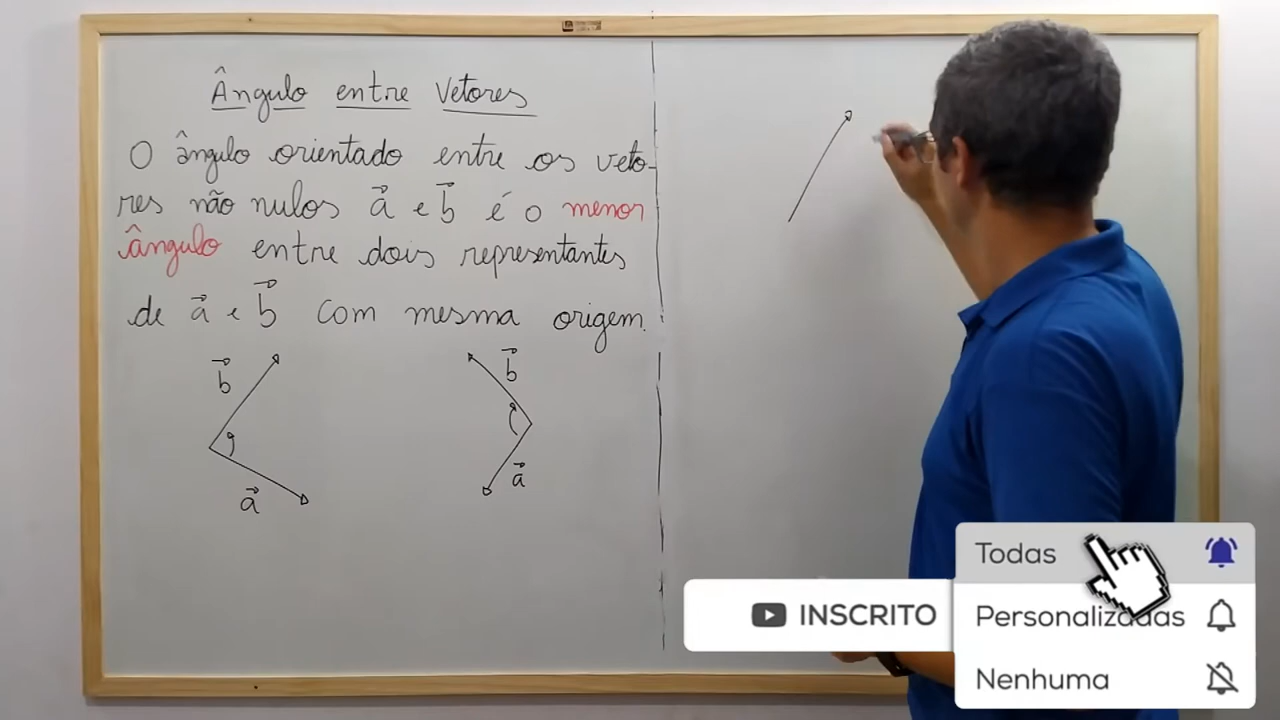 Ângulo entre Vetores
O ângulo orientado entre os veto-
res não nulos a⃗ e b⃗ é o menor
ângulo entre dois representantes
de a⃗ e b⃗ com mesma origem.
b⃗
a⃗
b⃗
a⃗
Todas
INSCRITO
Personalizadas
Nenhuma